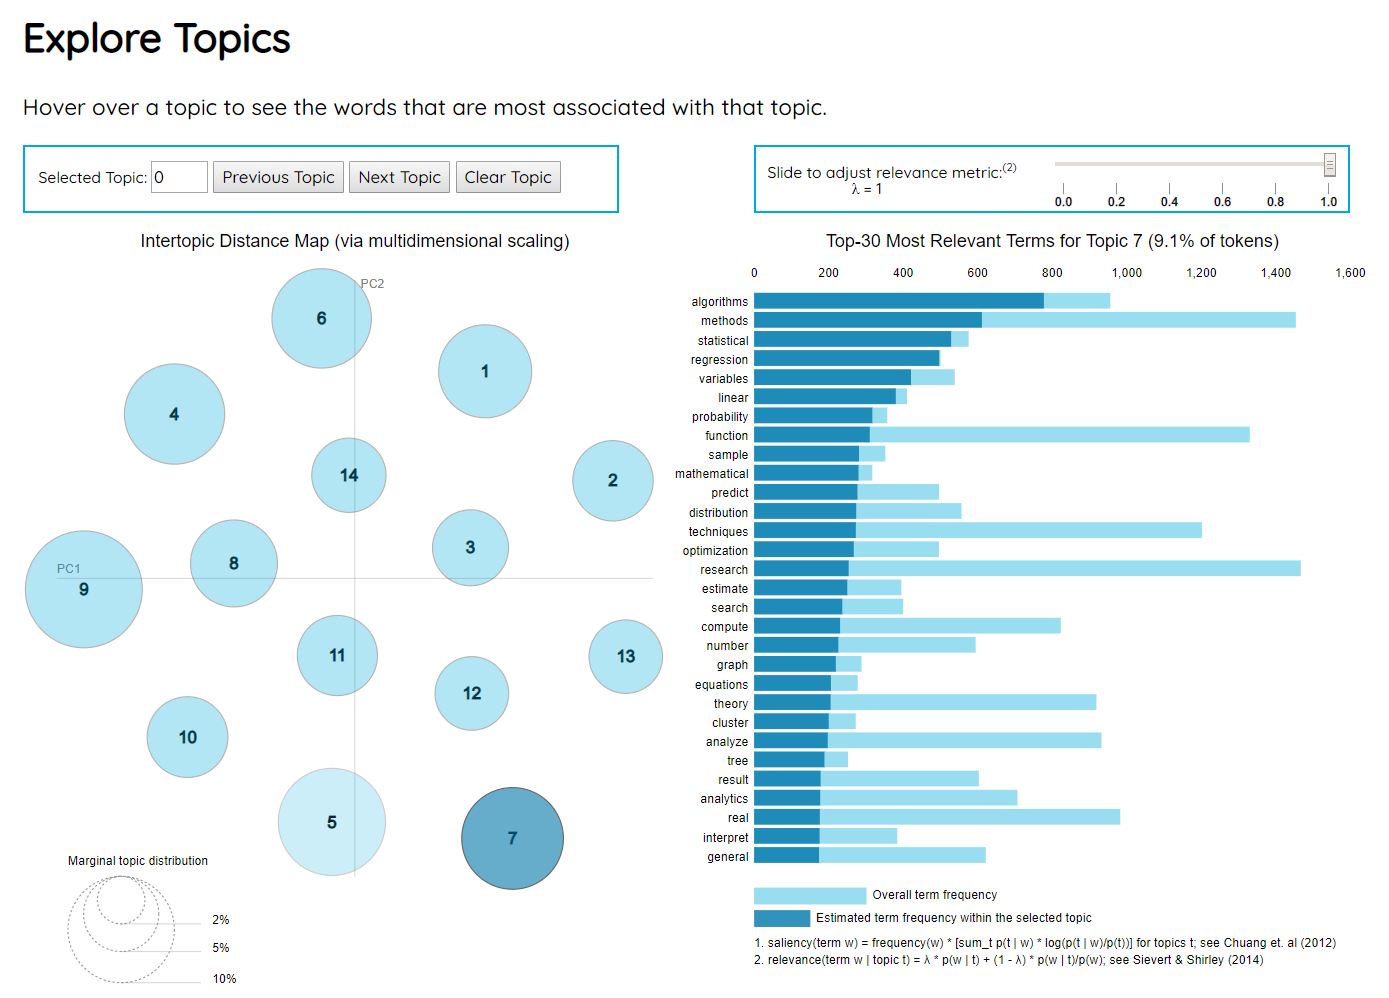 Explore Topics
Hover over a topic to see the words that are most associated with that topic.
Selected Topic: 0 Previous Topic Next Topic Clear Topic
Slide to adjust relevance metric:(2)
λ = 1
0.0 0.2 0.4 0.6 0.8 1.0
Intertopic Distance Map (via multidimensional scaling)
PC2
6
1
4
14
2
3
8
PC1
9
11
13
12
10
5
7
Marginal topic distribution
2%
5%
10%
Top-30 Most Relevant Terms for Topic 7 (9.1% of tokens)
0 200 400 600 800 1,000 1,200 1,400 1,600
algorithms
methods
statistical
regression
variables
linear
probability
function
sample
mathematical
predict
distribution
techniques
optimization
research
estimate
search
compute
number
graph
equations
theory
cluster
analyze
tree
result
analytics
real
interpret
general
Overall term frequency
Estimated term frequency within the selected topic
1. saliency(term w) = frequency(w) * [sum_t p(t | w) * log(p(t | w)/p(t))] for topics t; see Chuang et. al (2012)
2. relevance(term w | topic t) = λ * p(w | t) + (1 - λ) * p(w | t)/p(w); see Sievert & Shirley (2014)